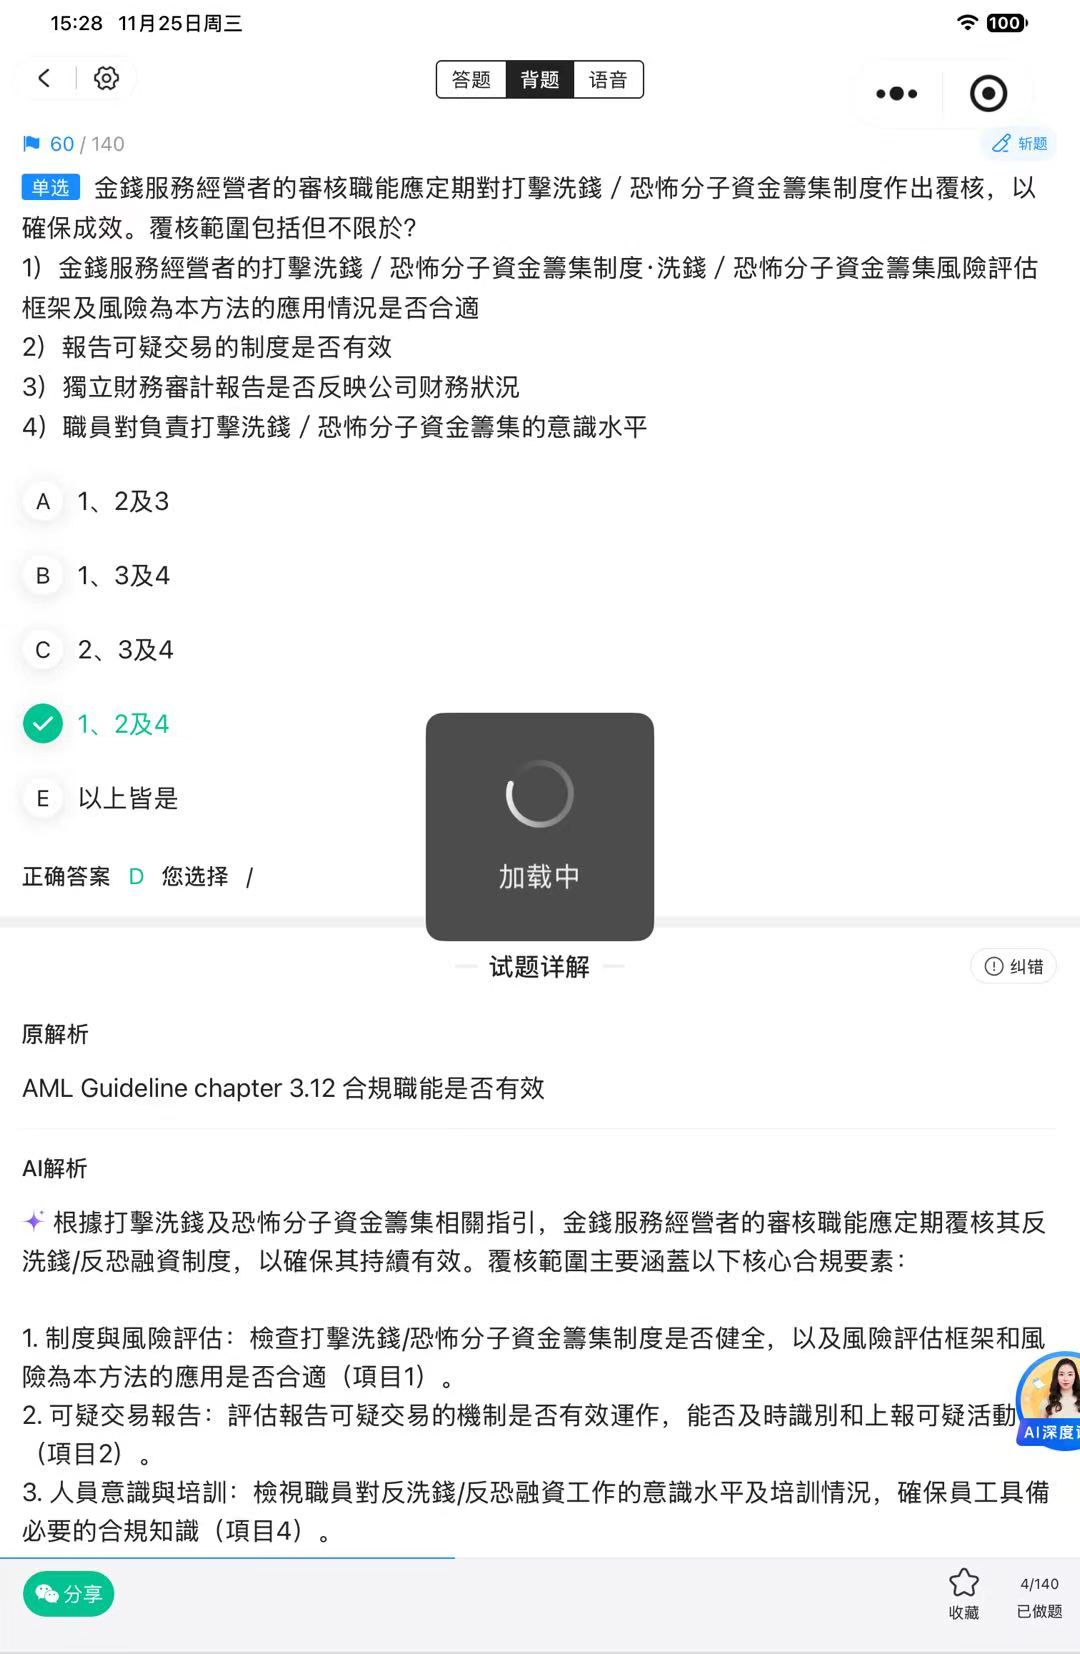 15:28 11月25日周三
100
答题 背题 语音
60 / 140
斩题
单选 金錢服務經營者的審核職能應定期對打擊洗錢 / 恐怖分子資金籌集制度作出覆核，以
確保成效。覆核範圍包括但不限於?
1）金錢服務經營者的打擊洗錢 / 恐怖分子資金籌集制度·洗錢 / 恐怖分子資金籌集風險評估
框架及風險為本方法的應用情況是否合適
2）報告可疑交易的制度是否有效
3）獨立財務審計報告是否反映公司财務狀況
4）職員對負責打擊洗錢 / 恐怖分子資金籌集的意識水平
A 1、2及3
B 1、3及4
C 2、3及4
1、2及4
E 以上皆是
加载中
正确答案 D 您选择 /
试题详解
纠错
原解析
AML Guideline chapter 3.12 合規職能是否有效
AI解析
根據打擊洗錢及恐怖分子資金籌集相關指引，金錢服務經營者的審核職能應定期覆核其反
洗錢/反恐融資制度，以確保其持續有效。覆核範圍主要涵蓋以下核心合規要素：
1. 制度與風險評估：檢查打擊洗錢/恐怖分子資金籌集制度是否健全，以及風險評估框架和風
險為本方法的應用是否合適（項目1）。
2. 可疑交易報告：評估報告可疑交易的機制是否有效運作，能否及時識別和上報可疑活動
（項目2）。
AI深度
3. 人員意識與培訓：檢視職員對反洗錢/反恐融資工作的意識水平及培訓情況，確保員工具備
必要的合規知識（項目4）。
分享
收藏
4/140
已做题